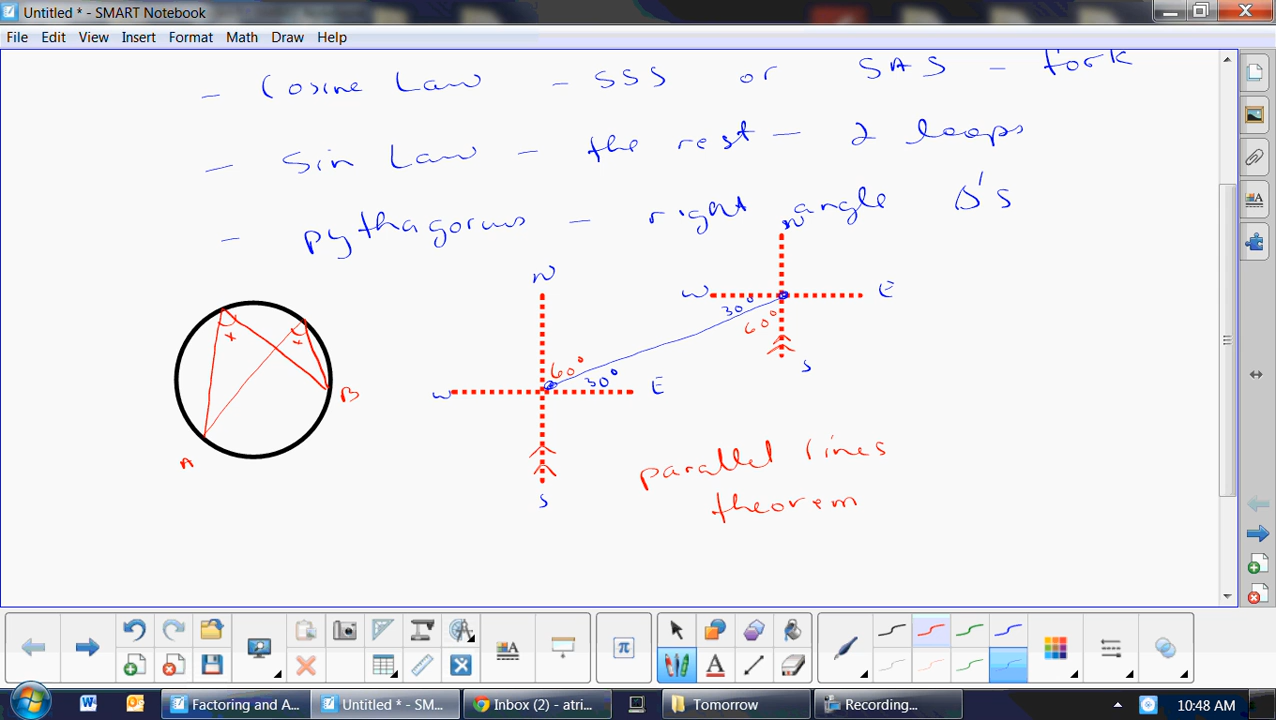 Untitled * - SMART Notebook
File Edit View Insert Format Math Draw Help
- Cosine Law - SSS or SAS - fork
- Sin Law - the rest - 2 loops
- pythagorus - right angle Δ's
N
W E
30°
60°
S
N
60°
30°
W E
S
x x
A
B
parallel lines
theorem
π
A
Factoring and A...
Untitled * - SM...
Inbox (2) - atri...
Tomorrow
Recording...
10:48 AM